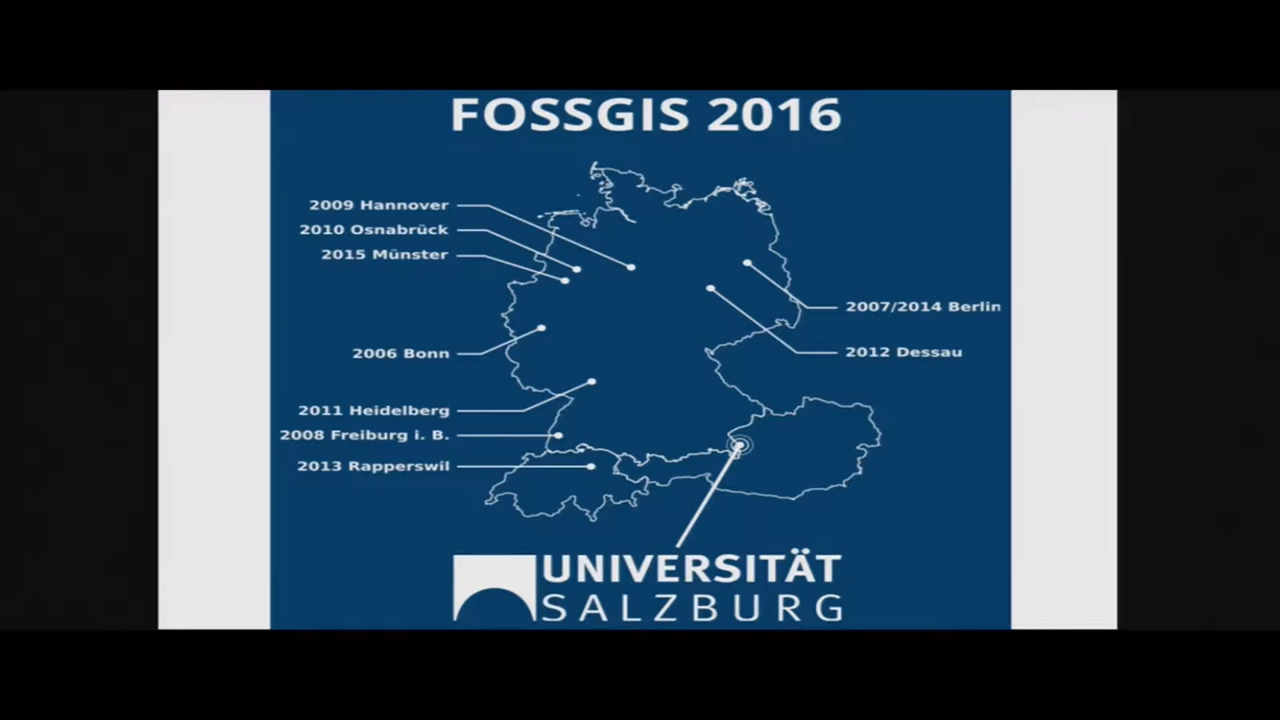 FOSSGIS 2016
2009 Hannover
2010 Osnabrück
2015 Münster
2007/2014 Berlin
2006 Bonn
2012 Dessau
2011 Heidelberg
2008 Freiburg i. B.
2013 Rapperswil
UNIVERSITÄT
SALZBURG